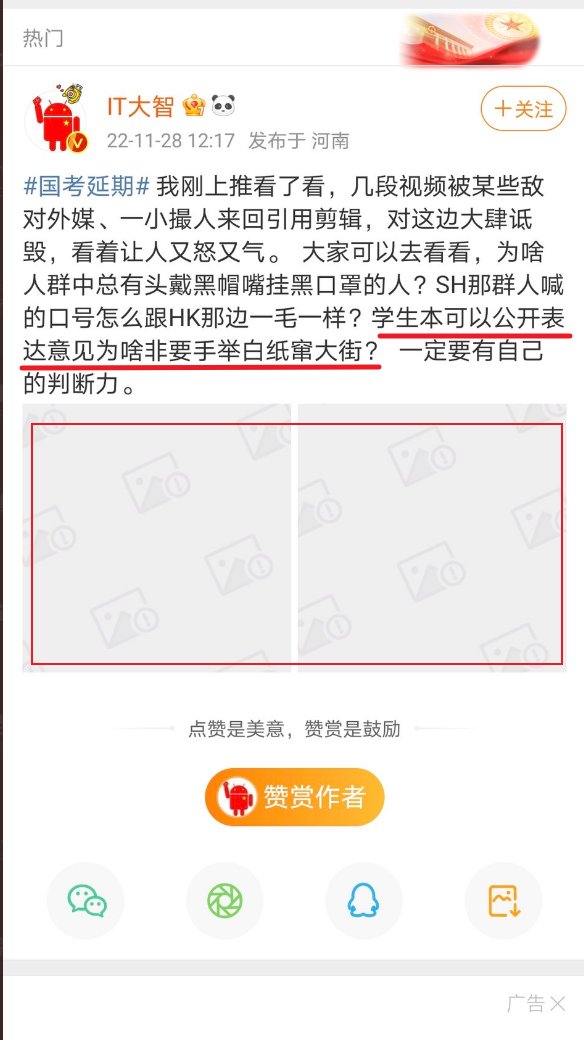 热门
IT大智
22-11-28 12:17 发布于 河南
+关注
#国考延期# 我刚上推看了看，几段视频被某些敌
对外媒、一小撮人来回引用剪辑，对这边大肆诋
毁，看着让人又怒又气。 大家可以去看看，为啥
人群中总有头戴黑帽嘴挂黑口罩的人？SH那群人喊
的口号怎么跟HK那边一毛一样？学生本可以公开表
达意见为啥非要手举白纸窜大街？ 一定要有自己
的判断力。
点赞是美意，赞赏是鼓励
赞赏作者
广告